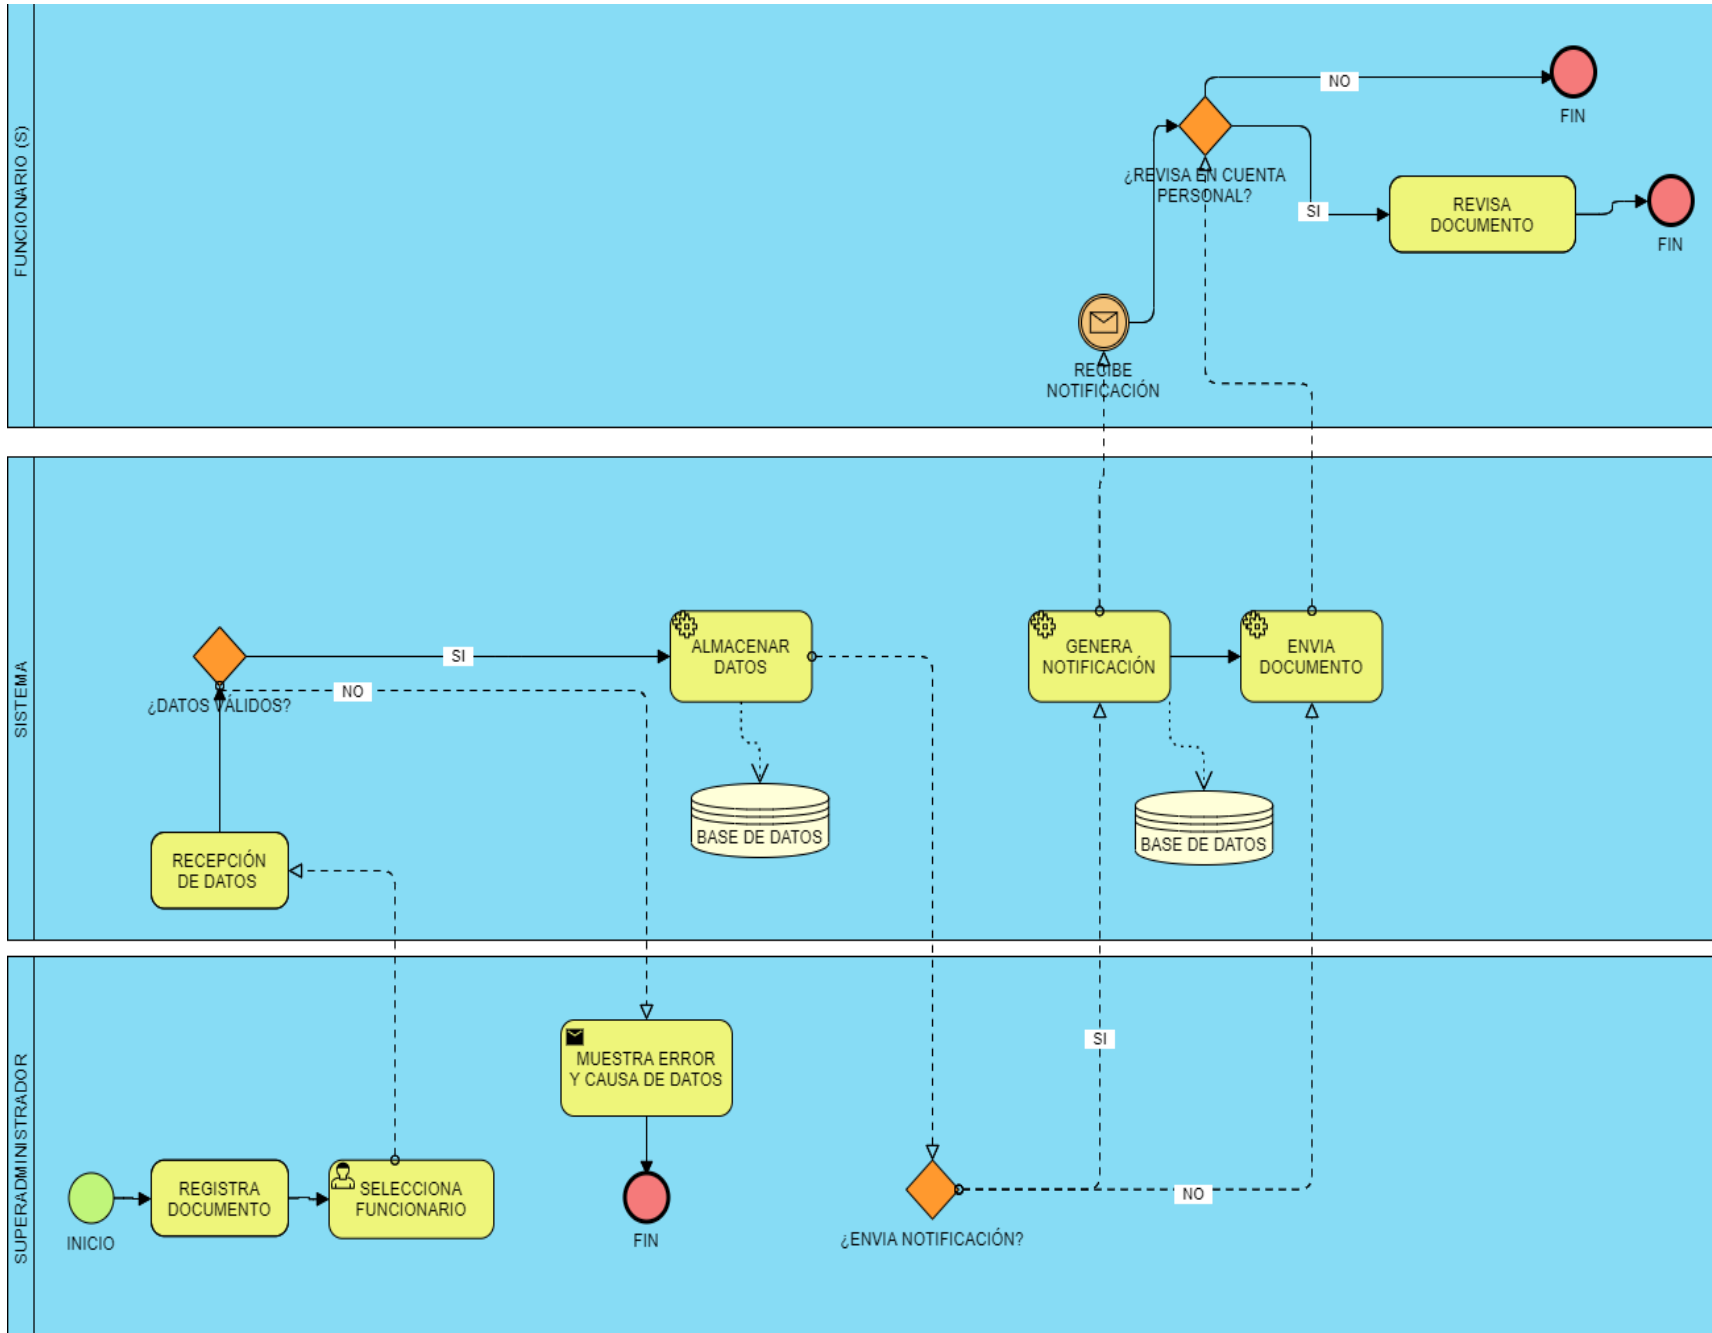 FUNCIONARIO (S)
NO
FIN
¿REVISA EN CUENTA
PERSONAL?
SI
REVISA
DOCUMENTO
FIN
RECIBE
NOTIFICACIÓN
SISTEMA
¿DATOS VÁLIDOS?
SI
NO
ALMACENAR
DATOS
BASE DE DATOS
GENERA
NOTIFICACIÓN
ENVIA
DOCUMENTO
BASE DE DATOS
RECEPCIÓN
DE DATOS
SUPERADMINISTRADOR
INICIO
REGISTRA
DOCUMENTO
SELECCIONA
FUNCIONARIO
MUESTRA ERROR
Y CAUSA DE DATOS
FIN
¿ENVIA NOTIFICACIÓN?
SI
NO